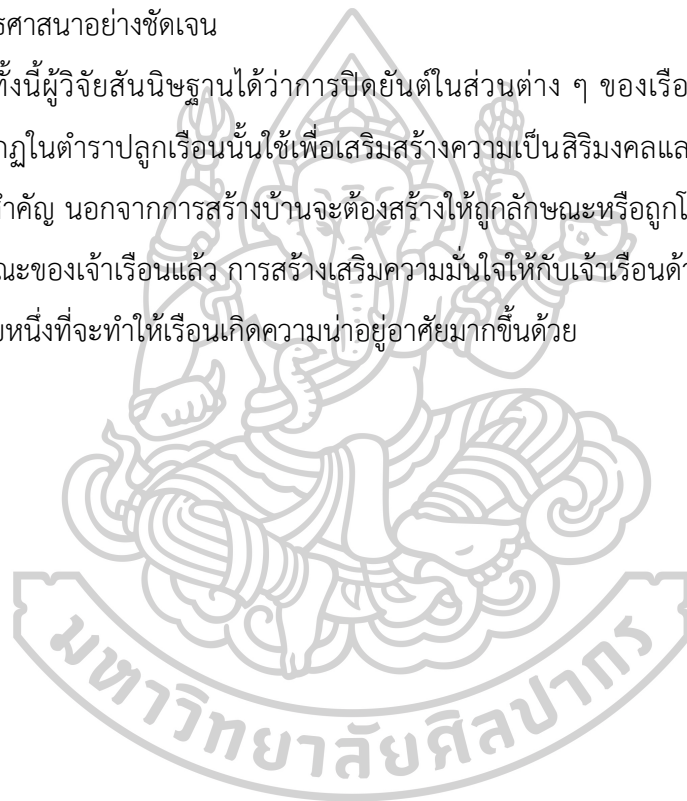 รศาสนาอย่างชัดเจน
ทั้งนี้ผู้วิจัยสันนิษฐานได้ว่าการปิดยันต์ในส่วนต่าง ๆ ของเรือ
กฏในตำราปลูกเรือนนั้นใช้เพื่อเสริมสร้างความเป็นสิริมงคลแล
สำคัญ นอกจากการสร้างบ้านจะต้องสร้างให้ถูกลักษณะหรือถูกโ
ณะของเจ้าเรือนแล้ว การสร้างเสริมความมั่นใจให้กับเจ้าเรือนด้
หนึ่งที่จะทำให้เรือนเกิดความน่าอยู่อาศัยมากขึ้นด้วย
มหาวิทยาลัยศิลปากร